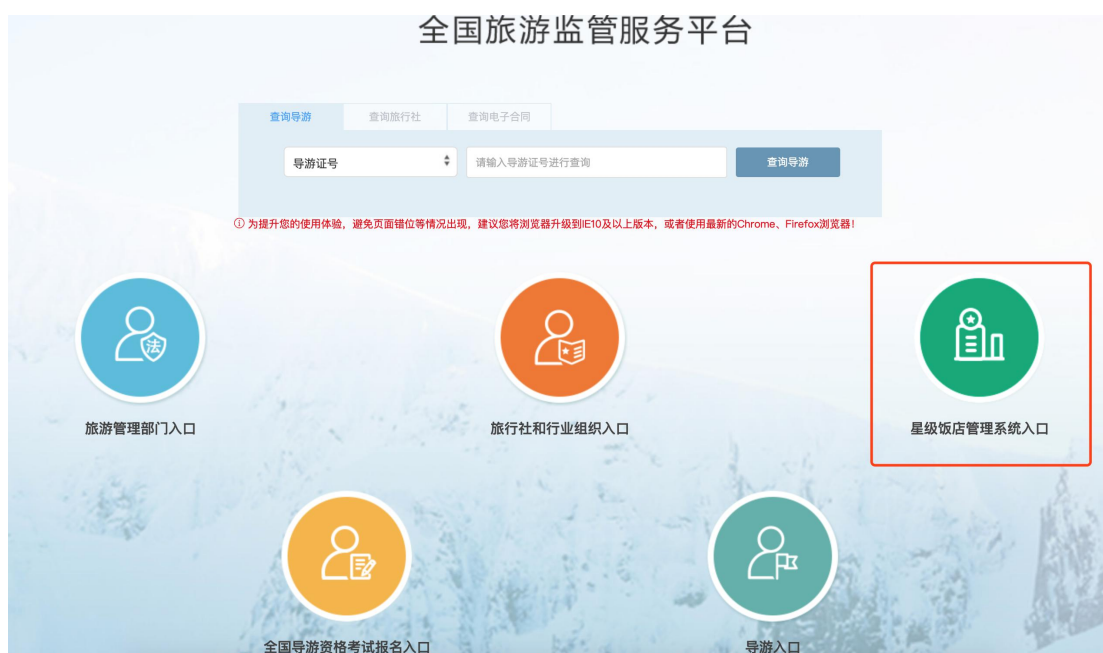 全国旅游监管服务平台
查询导游 查询旅行社 查询电子合同
导游证号 请输入导游证号进行查询 查询导游
为提升您的使用体验，避免页面错位等情况出现，建议您将浏览器升级到IE10及以上版本，或者使用最新的Chrome、Firefox浏览器！
法
旅游管理部门入口 旅行社和行业组织入口 星级饭店管理系统入口
全国导游资格考试报名入口 导游入口